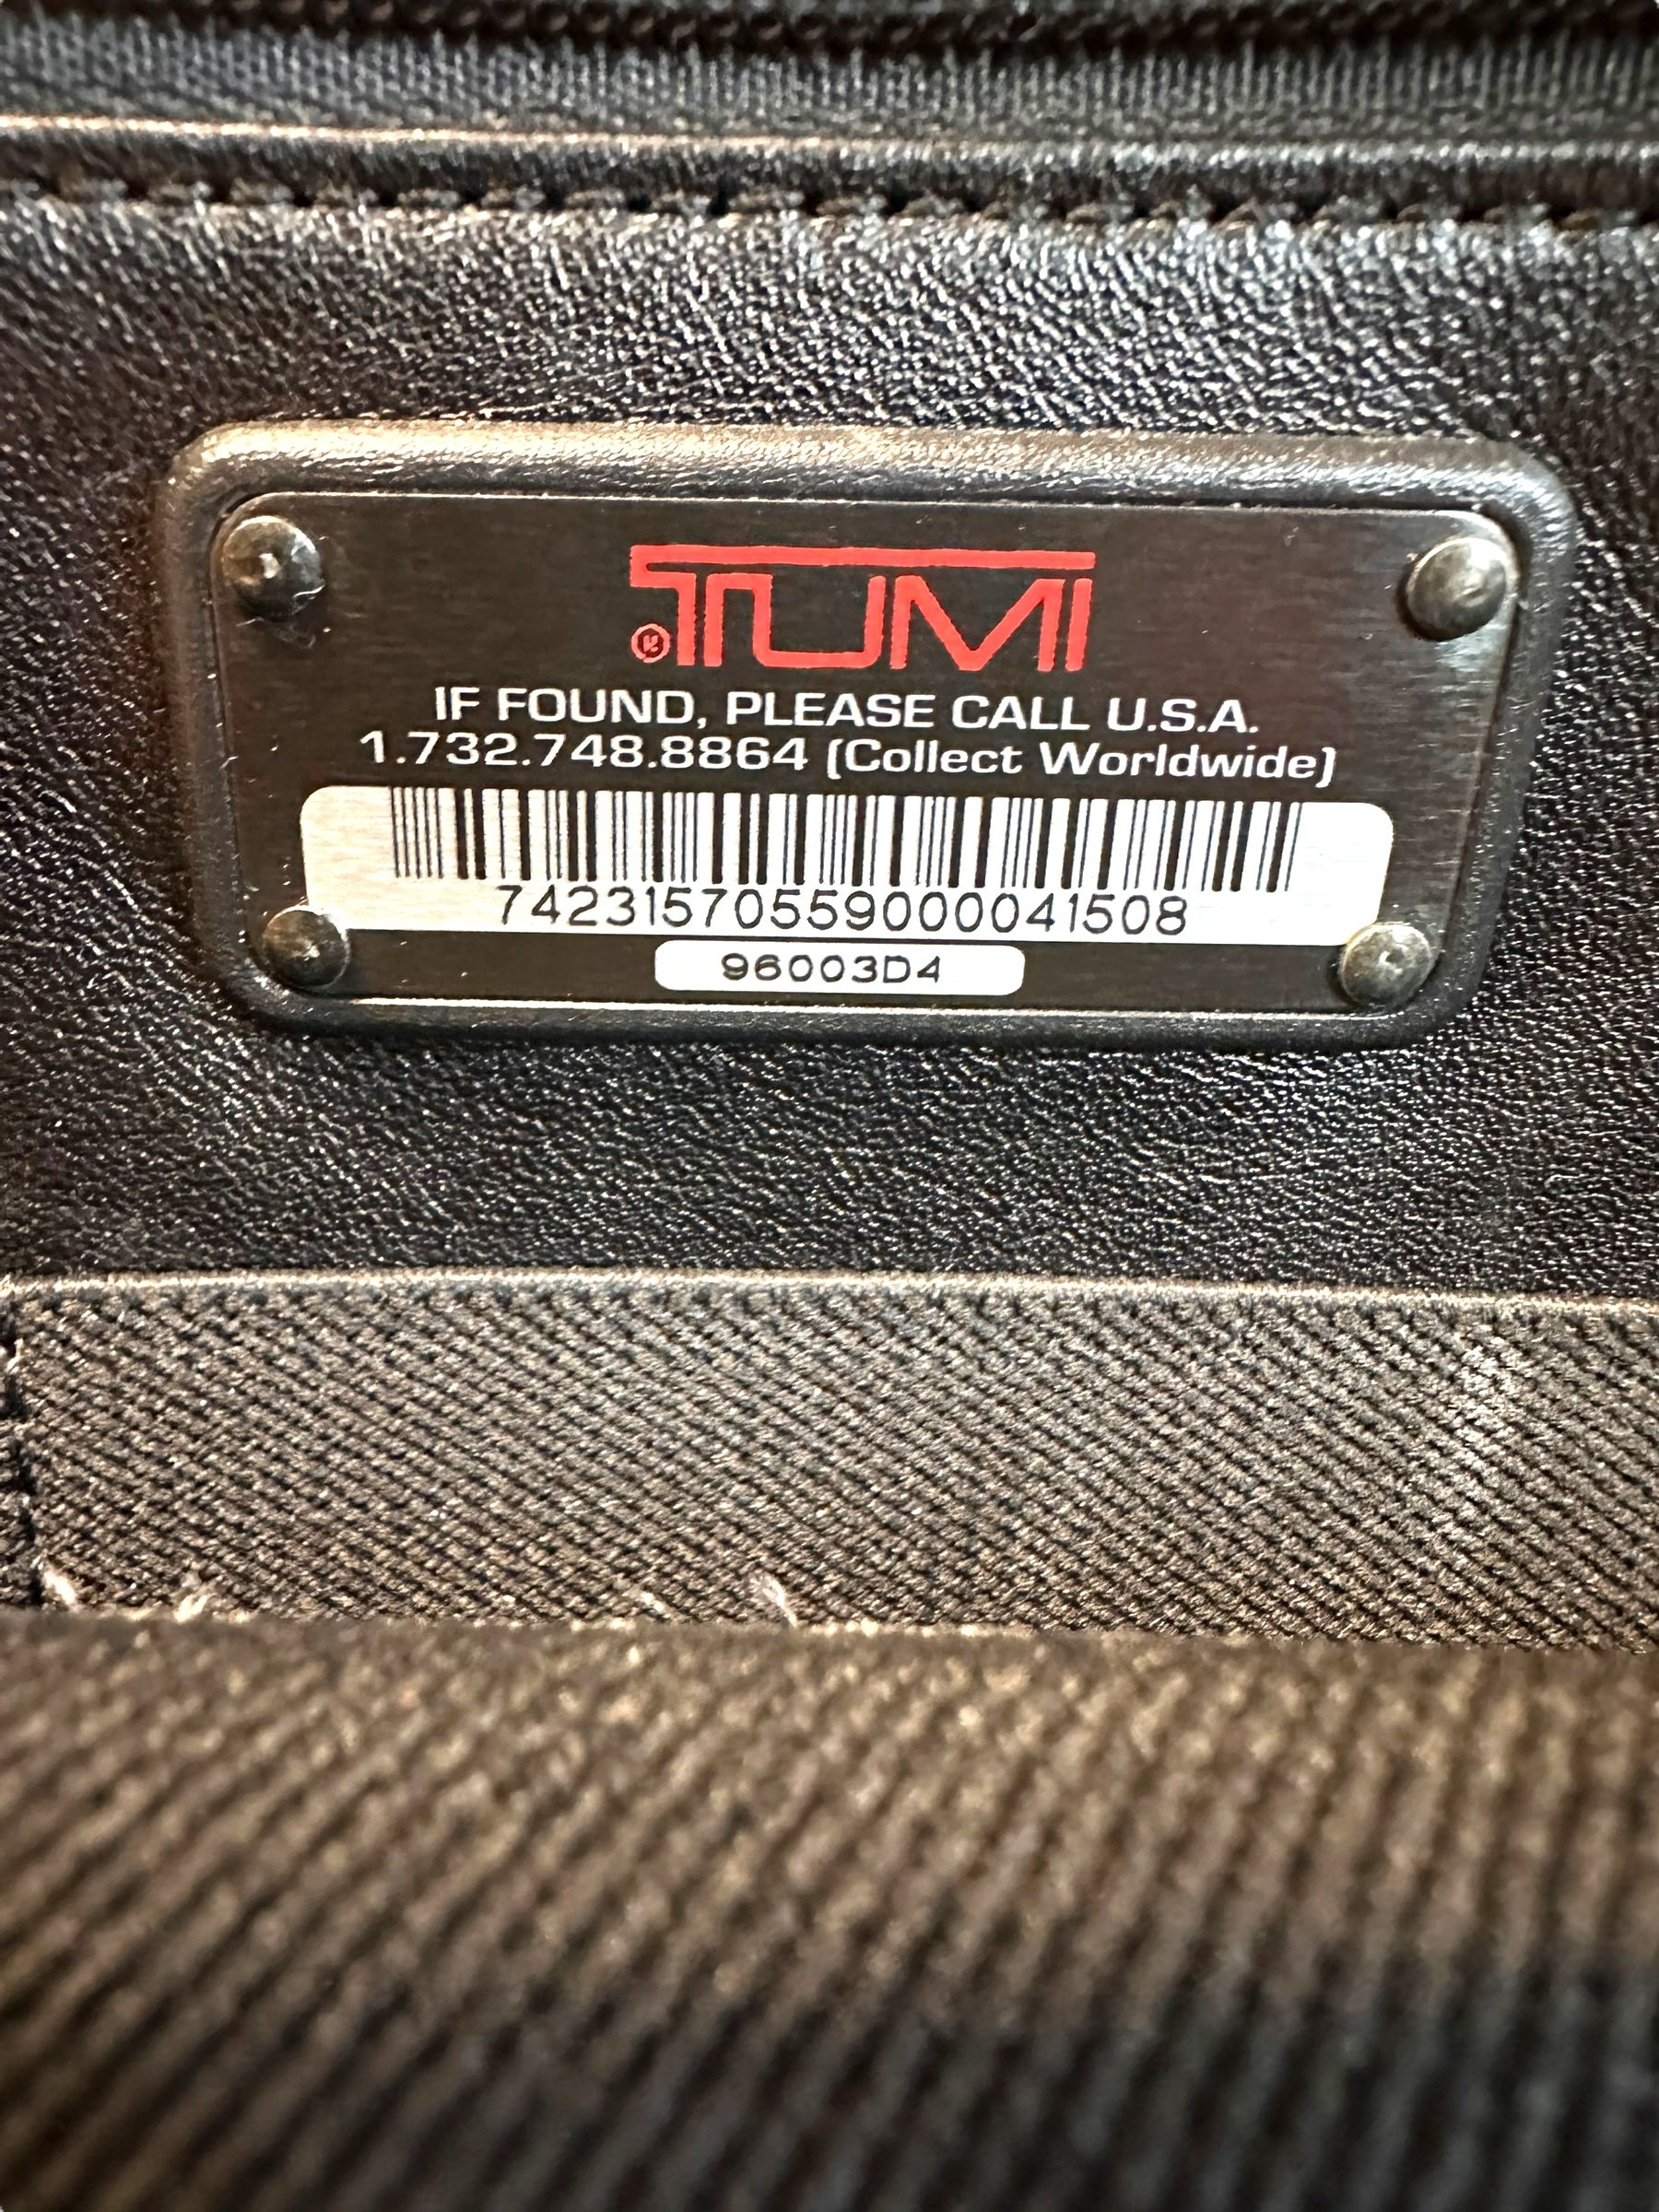 TUMI®
IF FOUND, PLEASE CALL U.S.A.
1.732.748.8864 (Collect Worldwide)
74231570559000041508
96003D4